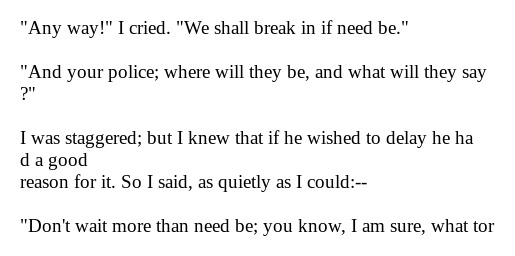 "Any way!" I cried. "We shall break in if need be."
"And your police; where will they be, and what will they say
?"
I was staggered; but I knew that if he wished to delay he ha
d a good
reason for it. So I said, as quietly as I could:--
"Don't wait more than need be; you know, I am sure, what tor